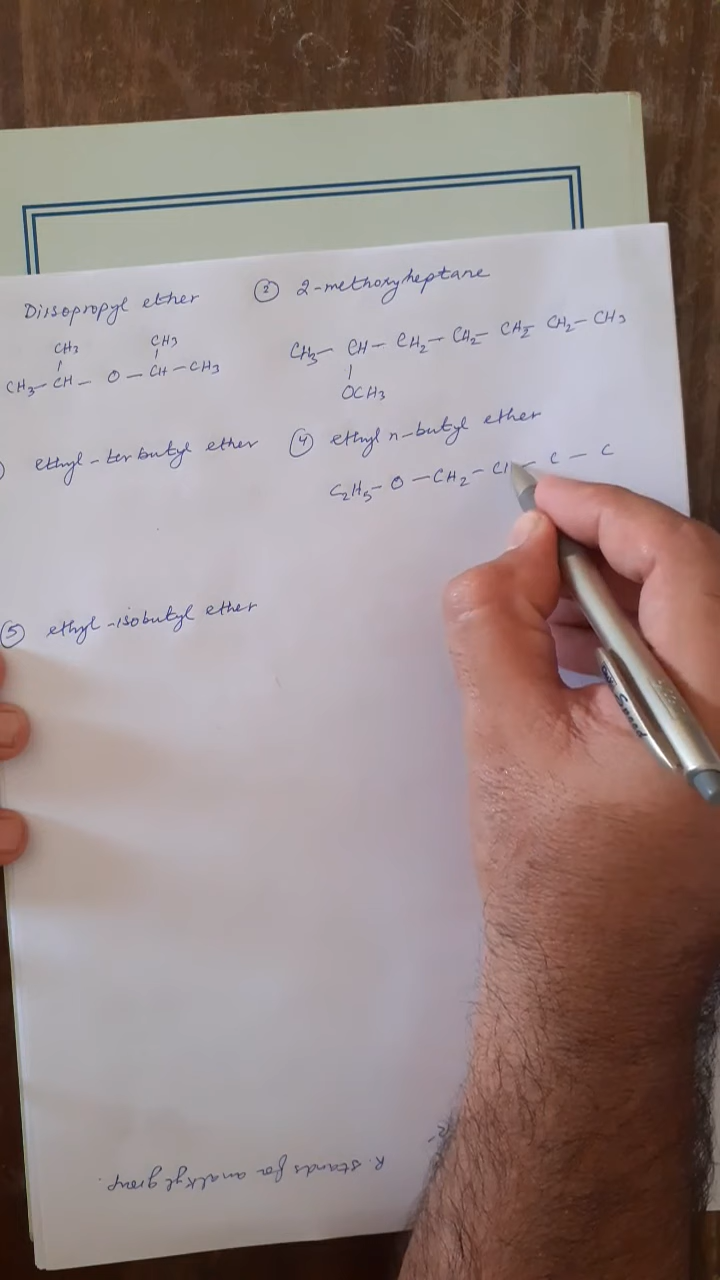 Diisopropyl ether
CH3 CH3
CH3-CH-O-CH-CH3
② 2-methoxyheptane
CH3-CH-CH2-CH2-CH2-CH2-CH3
OCH3
ethyl-ter butyl ether
④ ethyl n-butyl ether
C2H5-O-CH2-C-C-C
⑤ ethyl-isobutyl ether
R. stands for an alkyl group.